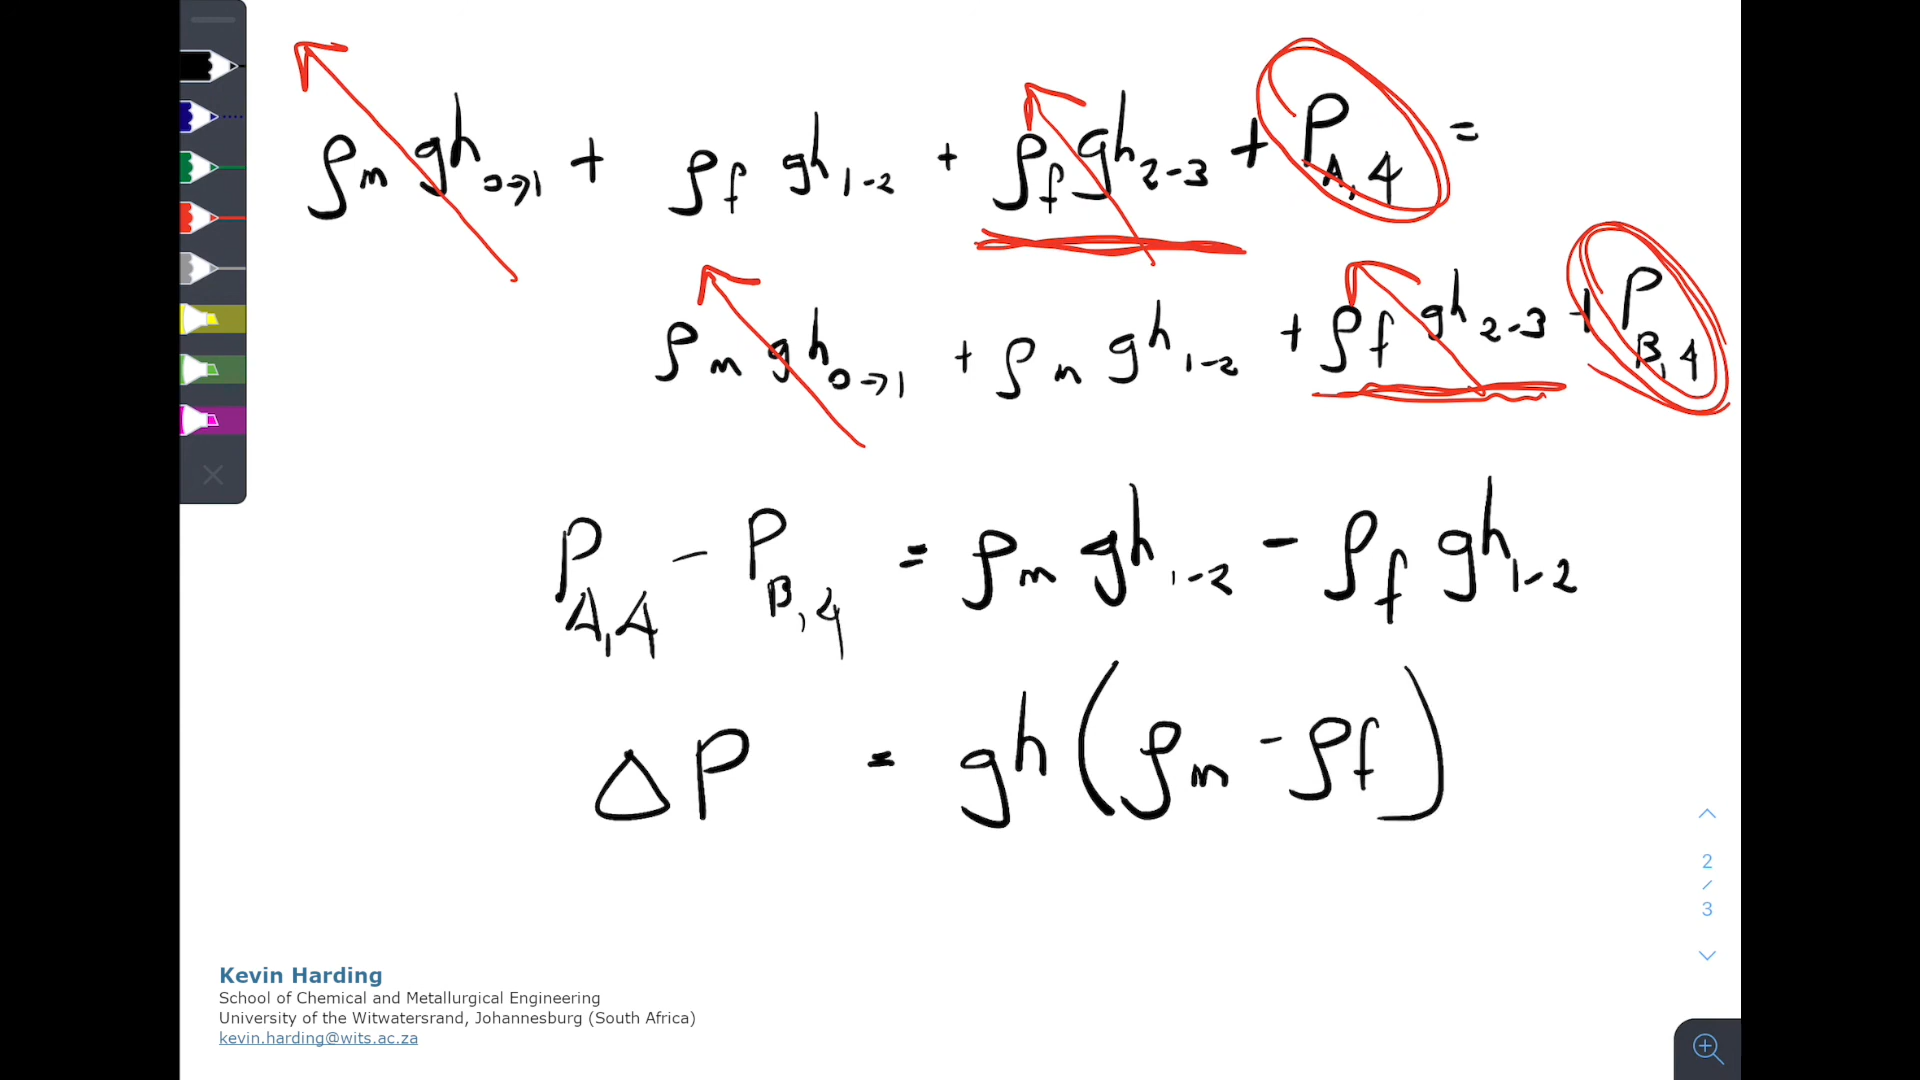 ρm gh0→1 + ρf gh1-2 + ρf gh2-3 + PA,4 =
ρm gh0→1 + ρm gh1-2 + ρf gh2-3 + PB,4
PA,4 - PB,4 = ρm gh1-2 - ρf gh1-2
ΔP = gh(ρm - ρf)
2
/
3
Kevin Harding
School of Chemical and Metallurgical Engineering
University of the Witwatersrand, Johannesburg (South Africa)
kevin.harding@wits.ac.za